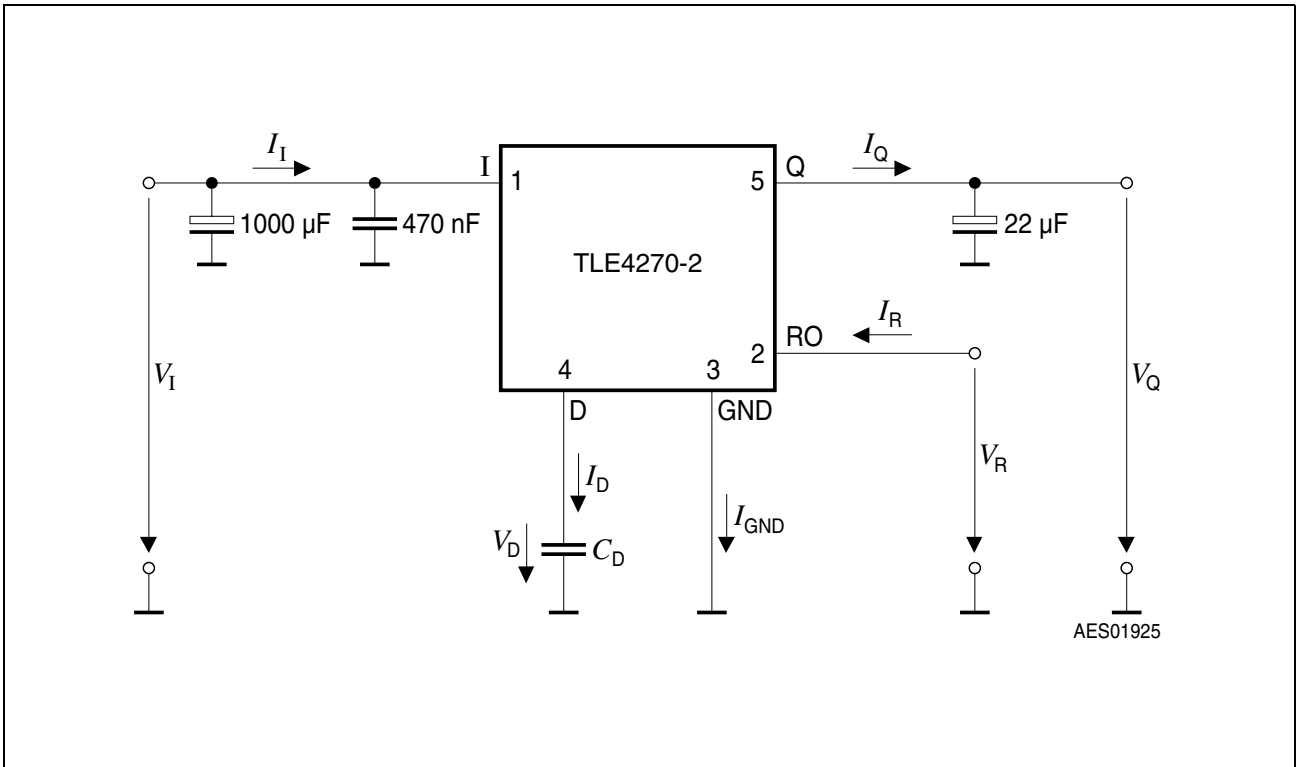 I_I
I_Q
I
1
5
Q
1000 µF
470 nF
22 µF
TLE4270-2
I_R
RO
2
V_I
4
3
V_Q
D
GND
V_R
I_D
I_GND
V_D
C_D
AES01925